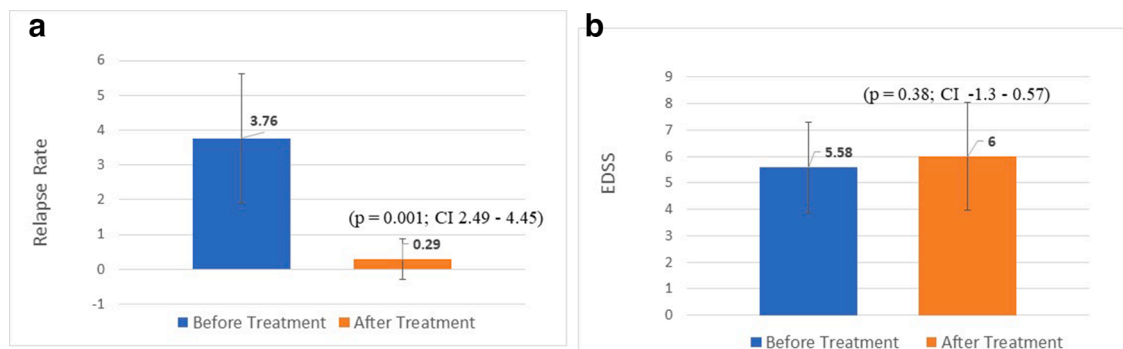 a
Relapse Rate
6
5
4
3
2
1
0
-1
3.76
(p = 0.001; CI 2.49 - 4.45)
0.29
Before Treatment After Treatment
b
EDSS
9
8
7
6
5
4
3
2
1
0
(p = 0.38; CI -1.3 - 0.57)
5.58
6
Before Treatment After Treatment